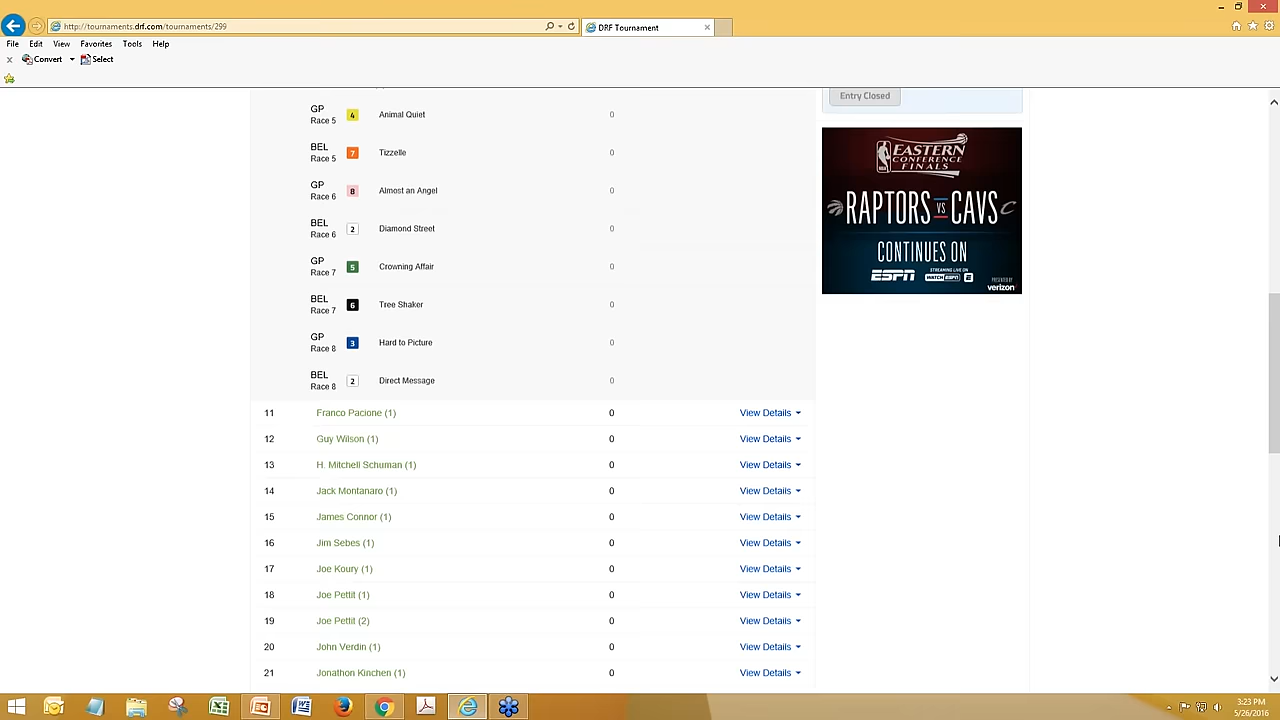 http://tournaments.drf.com/tournaments/299
DRF Tournament
File Edit View Favorites Tools Help
Convert Select
GP Race 5 4 Animal Quiet 0
BEL Race 5 7 Tizzelle 0
GP Race 6 8 Almost an Angel 0
BEL Race 6 2 Diamond Street 0
GP Race 7 5 Crowning Affair 0
BEL Race 7 6 Tree Shaker 0
GP Race 8 3 Hard to Picture 0
BEL Race 8 2 Direct Message 0
11 Franco Pacione (1) 0 View Details
12 Guy Wilson (1) 0 View Details
13 H. Mitchell Schuman (1) 0 View Details
14 Jack Montanaro (1) 0 View Details
15 James Connor (1) 0 View Details
16 Jim Sebes (1) 0 View Details
17 Joe Koury (1) 0 View Details
18 Joe Pettit (1) 0 View Details
19 Joe Pettit (2) 0 View Details
20 John Verdin (1) 0 View Details
21 Jonathon Kinchen (1) 0 View Details
Entry Closed
EASTERN
CONFERENCE
FINALS
RAPTORS VS CAVS
CONTINUES ON
ESPN
STREAMING LIVE ON
WATCH ESPN
PRESENTED BY
verizon
3:23 PM
5/26/2016